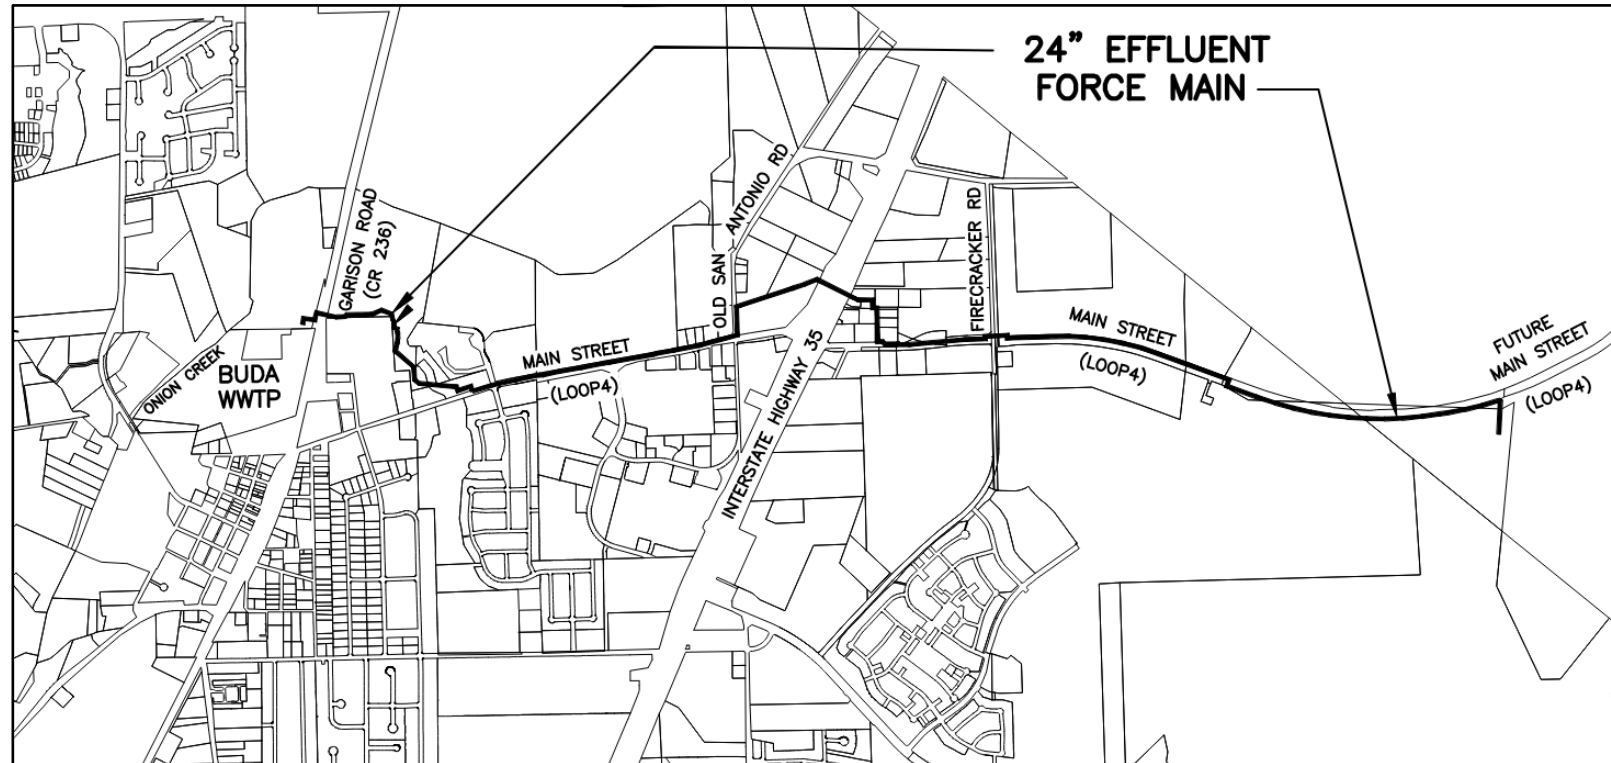 24" EFFLUENT
FORCE MAIN
GARISON ROAD
(CR 236)
OLD SAN ANTONIO RD
FIRECRACKER RD
MAIN STREET
(LOOP4)
FUTURE
MAIN STREET
(LOOP4)
MAIN STREET
(LOOP4)
ONION CREEK
BUDA
WWTP
INTERSTATE HIGHWAY 35